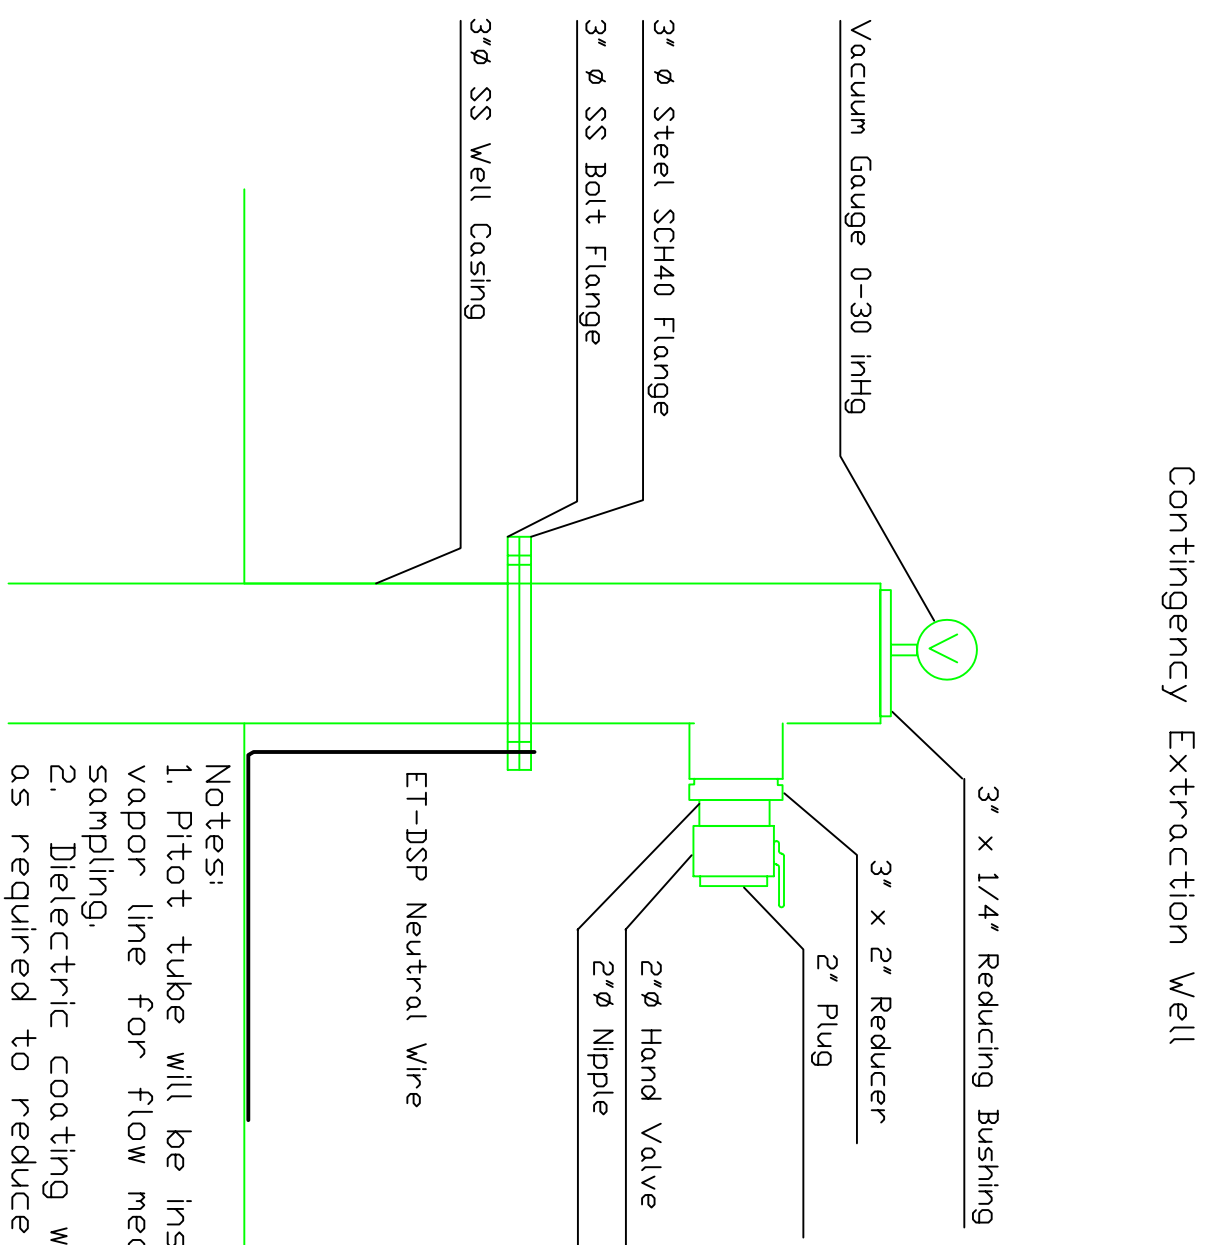 Contingency Extraction Well
Vacuum Gauge 0-30 inHg
3" x 1/4" Reducing Bushing
3" x 2" Reducer
2" Plug
3" Ø Steel SCH40 Flange
2"Ø Hand Valve
3" Ø SS Bolt Flange
2"Ø Nipple
3"Ø SS Well Casing
ET-DSP Neutral Wire
Notes:
1. Pitot tube will be
vapor line for flow
sampling.
2. Dielectric coating
as required to reduce